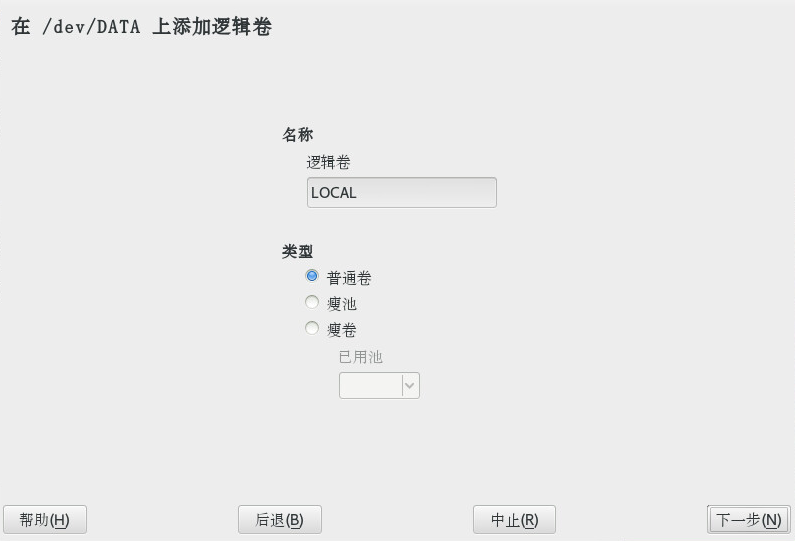 在 /dev/DATA 上添加逻辑卷
名称
逻辑卷
LOCAL
类型
普通卷
瘦池
瘦卷
已用池
帮助(H) 后退(B) 中止(R) 下一步(N)